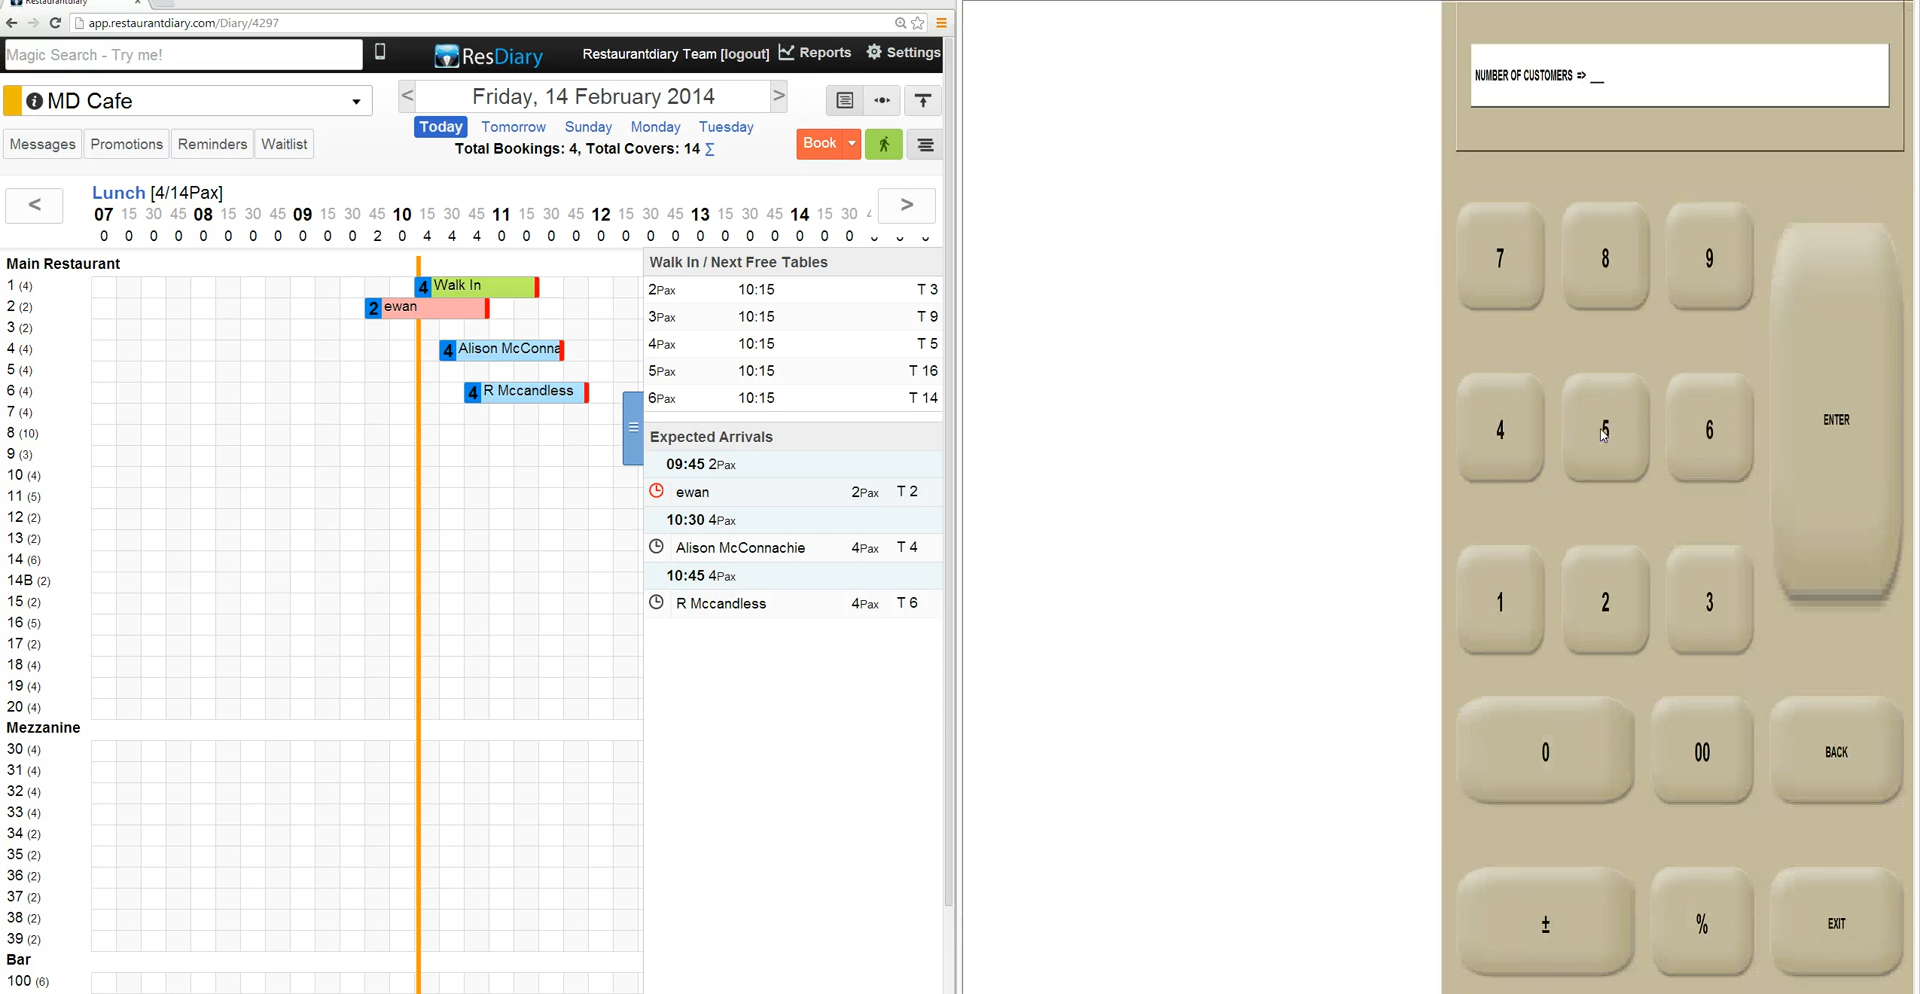 Restaurantdiary
app.restaurantdiary.com/Diary/4297
Magic Search - Try me!
ResDiary
Restaurantdiary Team [logout]
Reports
Settings
MD Cafe
< Friday, 14 February 2014 >
Today Tomorrow Sunday Monday Tuesday
Total Bookings: 4, Total Covers: 14 Σ
Messages Promotions Reminders Waitlist
Book
Lunch [4/14Pax]
< >
07 15 30 45 08 15 30 45 09 15 30 45 10 15 30 45 11 15 30 45 12 15 30 45 13 15 30 45 14 15 30
0 0 0 0 0 0 0 0 0 0 0 2 0 4 4 4 0 0 0 0 0 0 0 0 0 0 0 0 0 0 0
Main Restaurant
1 (4) 4 Walk In
2 (2) 2 ewan
3 (2)
4 (4) 4 Alison McConna
5 (4)
6 (4) 4 R Mccandless
7 (4)
8 (10)
9 (3)
10 (4)
11 (5)
12 (2)
13 (2)
14 (6)
14B (2)
15 (2)
16 (5)
17 (2)
18 (4)
19 (4)
20 (4)
Mezzanine
30 (4)
31 (4)
32 (4)
33 (4)
34 (2)
35 (2)
36 (2)
37 (2)
38 (2)
39 (2)
Bar
100 (6)
Walk In / Next Free Tables
2Pax 10:15 T 3
3Pax 10:15 T 9
4Pax 10:15 T 5
5Pax 10:15 T 16
6Pax 10:15 T 14
Expected Arrivals
09:45 2Pax
ewan 2Pax T 2
10:30 4Pax
Alison McConnachie 4Pax T 4
10:45 4Pax
R Mccandless 4Pax T 6
NUMBER OF CUSTOMERS => __
7 8 9
4 5 6 ENTER
1 2 3
0 00 BACK
± % EXIT